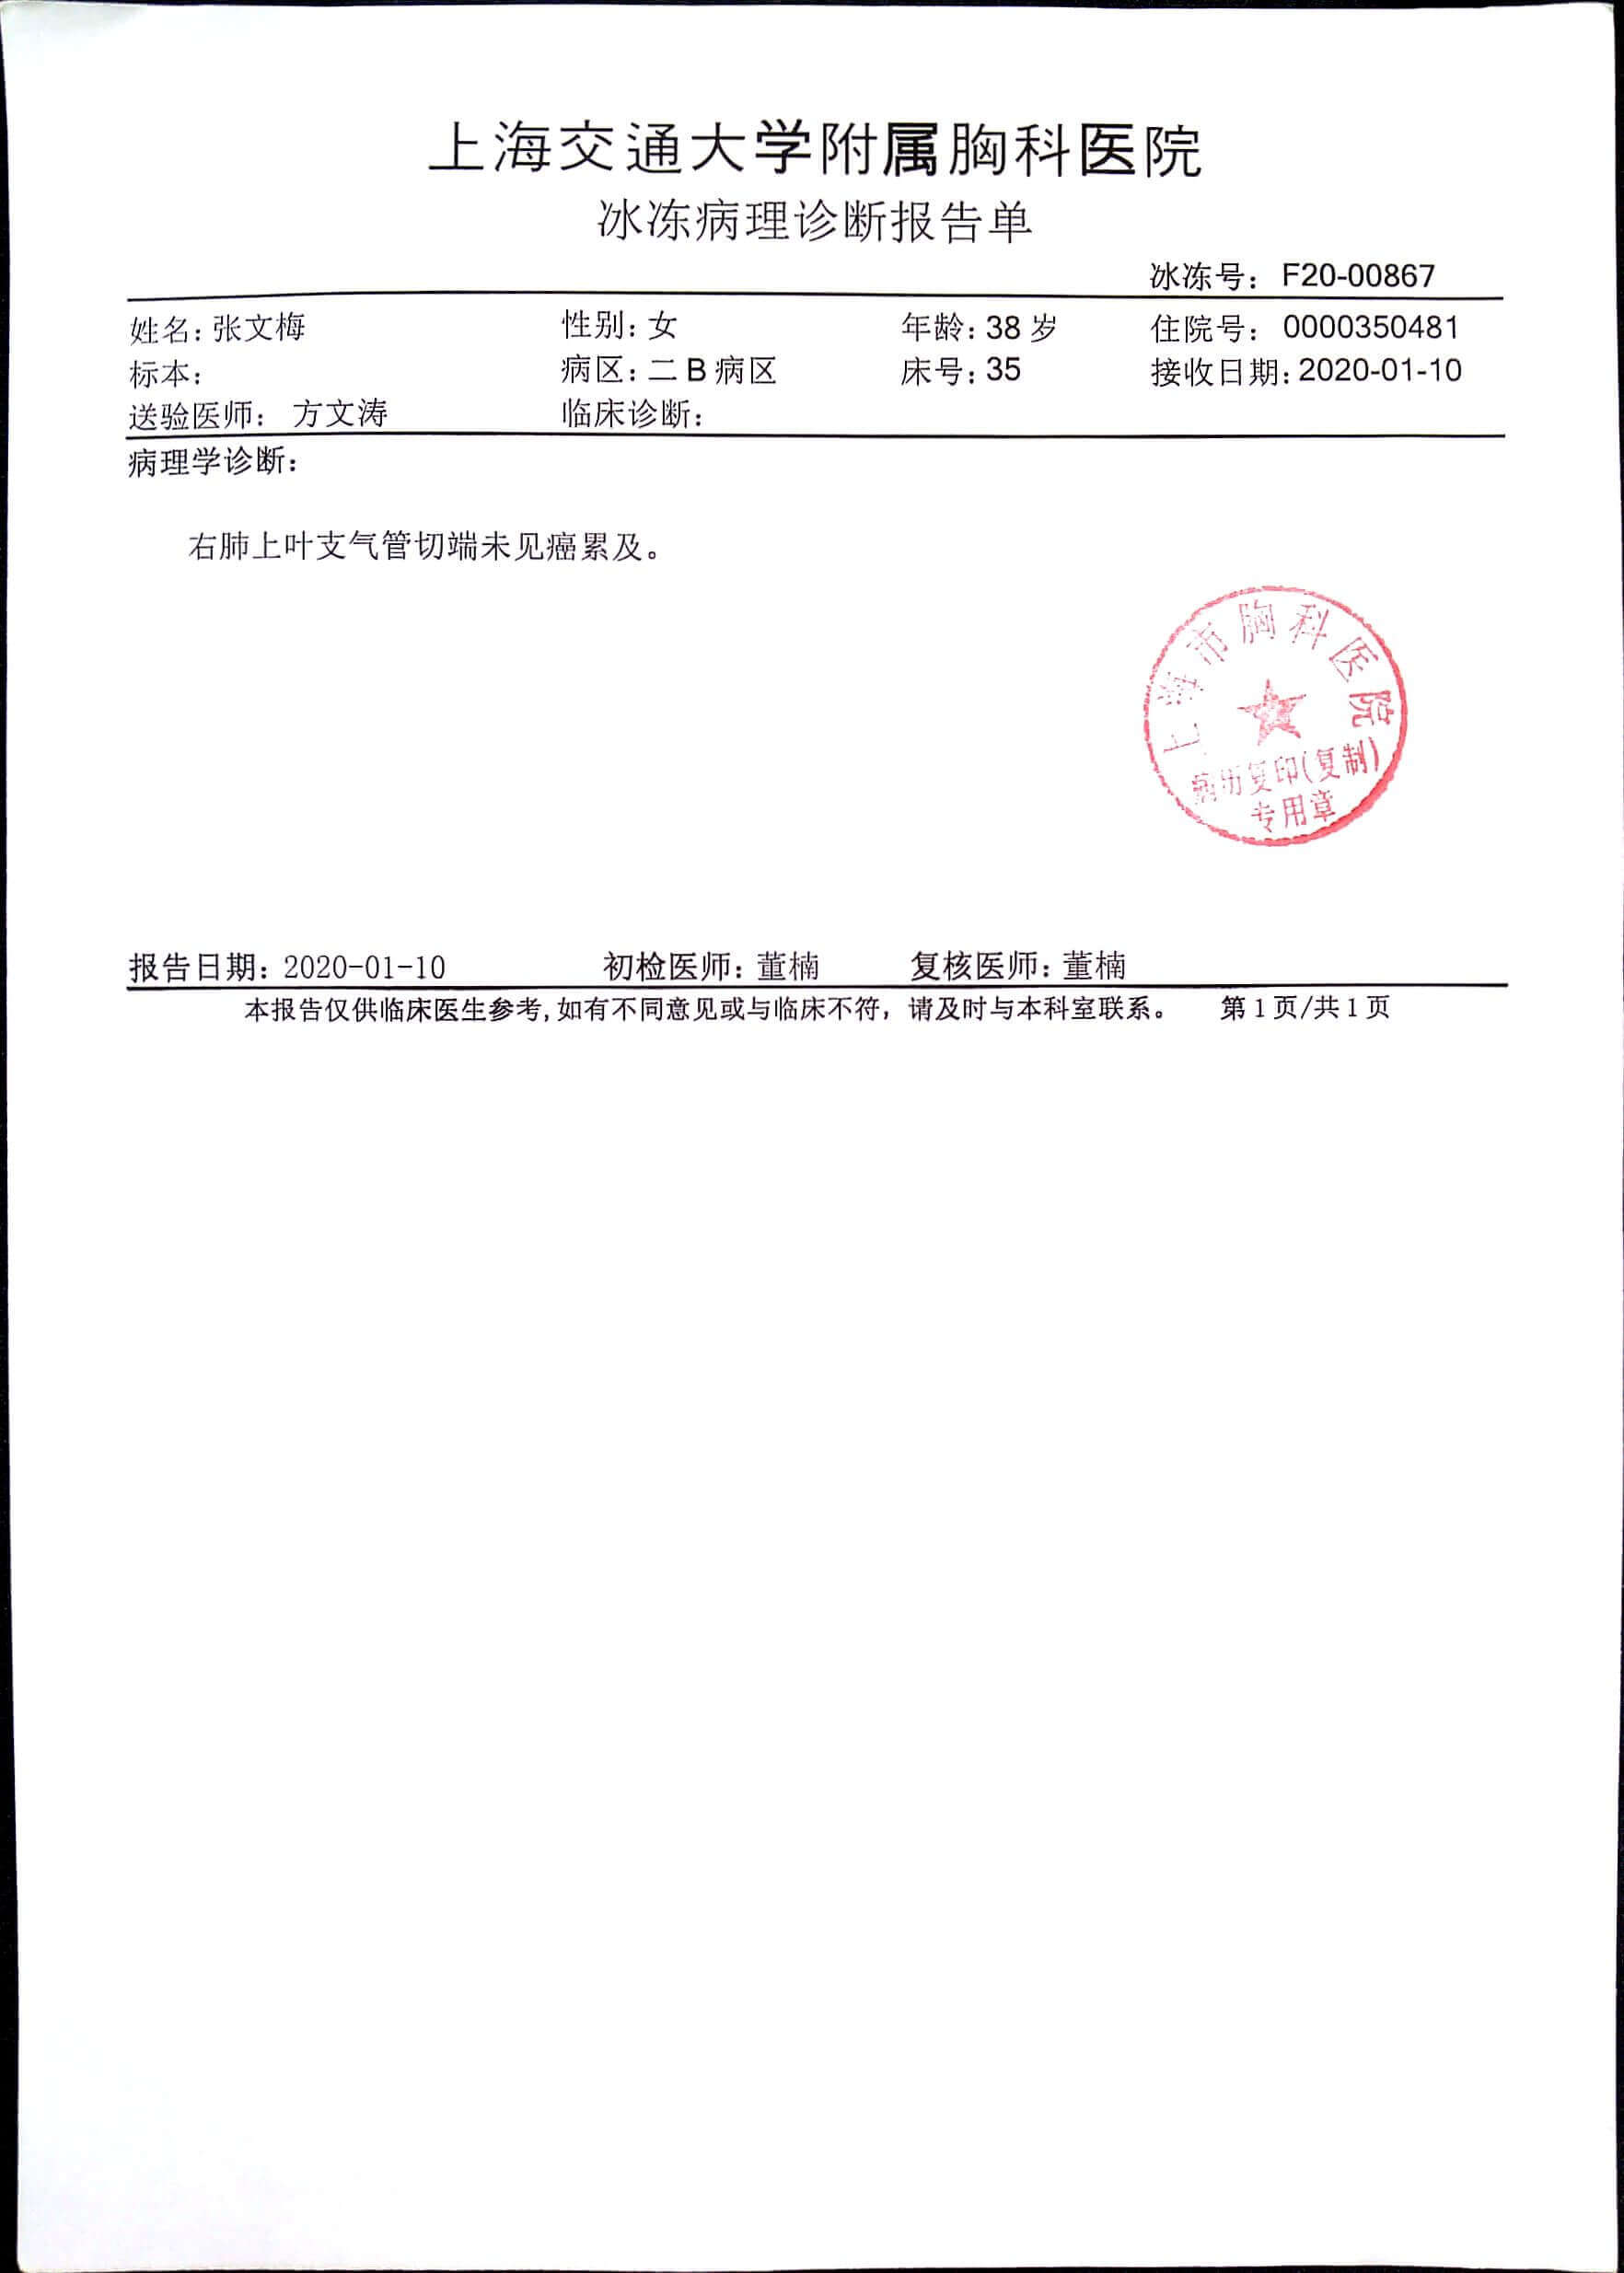 上海交通大学附属胸科医院
冰冻病理诊断报告单
冰冻号: F20-00867
姓名: 张文梅 性别: 女 年龄: 38 岁 住院号: 0000350481
标本: 病区: 二 B 病区 床号: 35 接收日期: 2020-01-10
送验医师: 方文涛 临床诊断:
病理学诊断:
右肺上叶支气管切端未见癌累及。
上海市胸科医院
病历复印(复制)
专用章
报告日期: 2020-01-10 初检医师: 董楠 复核医师: 董楠
本报告仅供临床医生参考,如有不同意见或与临床不符，请及时与本科室联系。 第 1 页/共 1 页